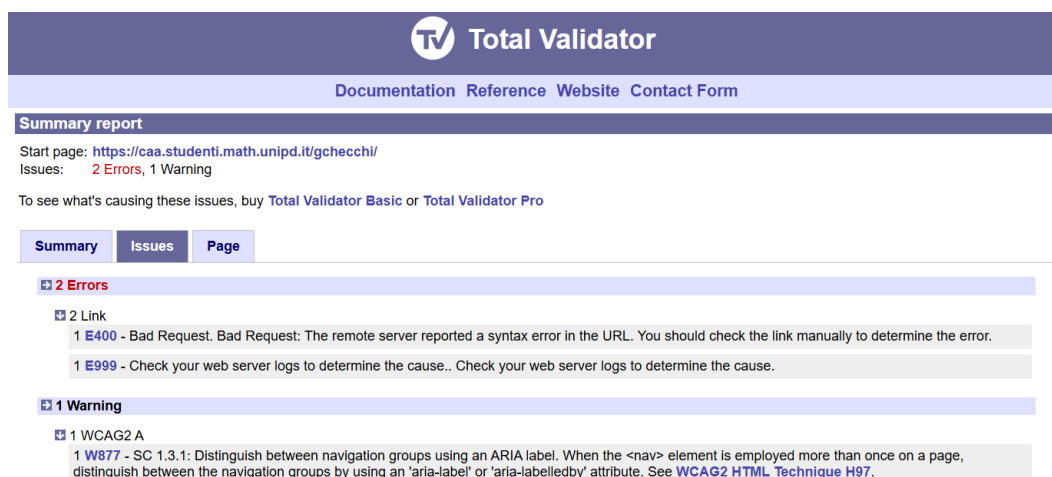 TV Total Validator
Documentation Reference Website Contact Form
Summary report
Start page: https://caa.studenti.math.unipd.it/gchecchi/
Issues: 2 Errors, 1 Warning
To see what's causing these issues, buy Total Validator Basic or Total Validator Pro
Summary Issues Page
2 Errors
2 Link
1 E400 - Bad Request. Bad Request: The remote server reported a syntax error in the URL. You should check the link manually to determine the error.
1 E999 - Check your web server logs to determine the cause.. Check your web server logs to determine the cause.
1 Warning
1 WCAG2 A
1 W877 - SC 1.3.1: Distinguish between navigation groups using an ARIA label. When the <nav> element is employed more than once on a page,
distinguish between the navigation groups by using an 'aria-label' or 'aria-labelledby' attribute. See WCAG2 HTML Technique H97.